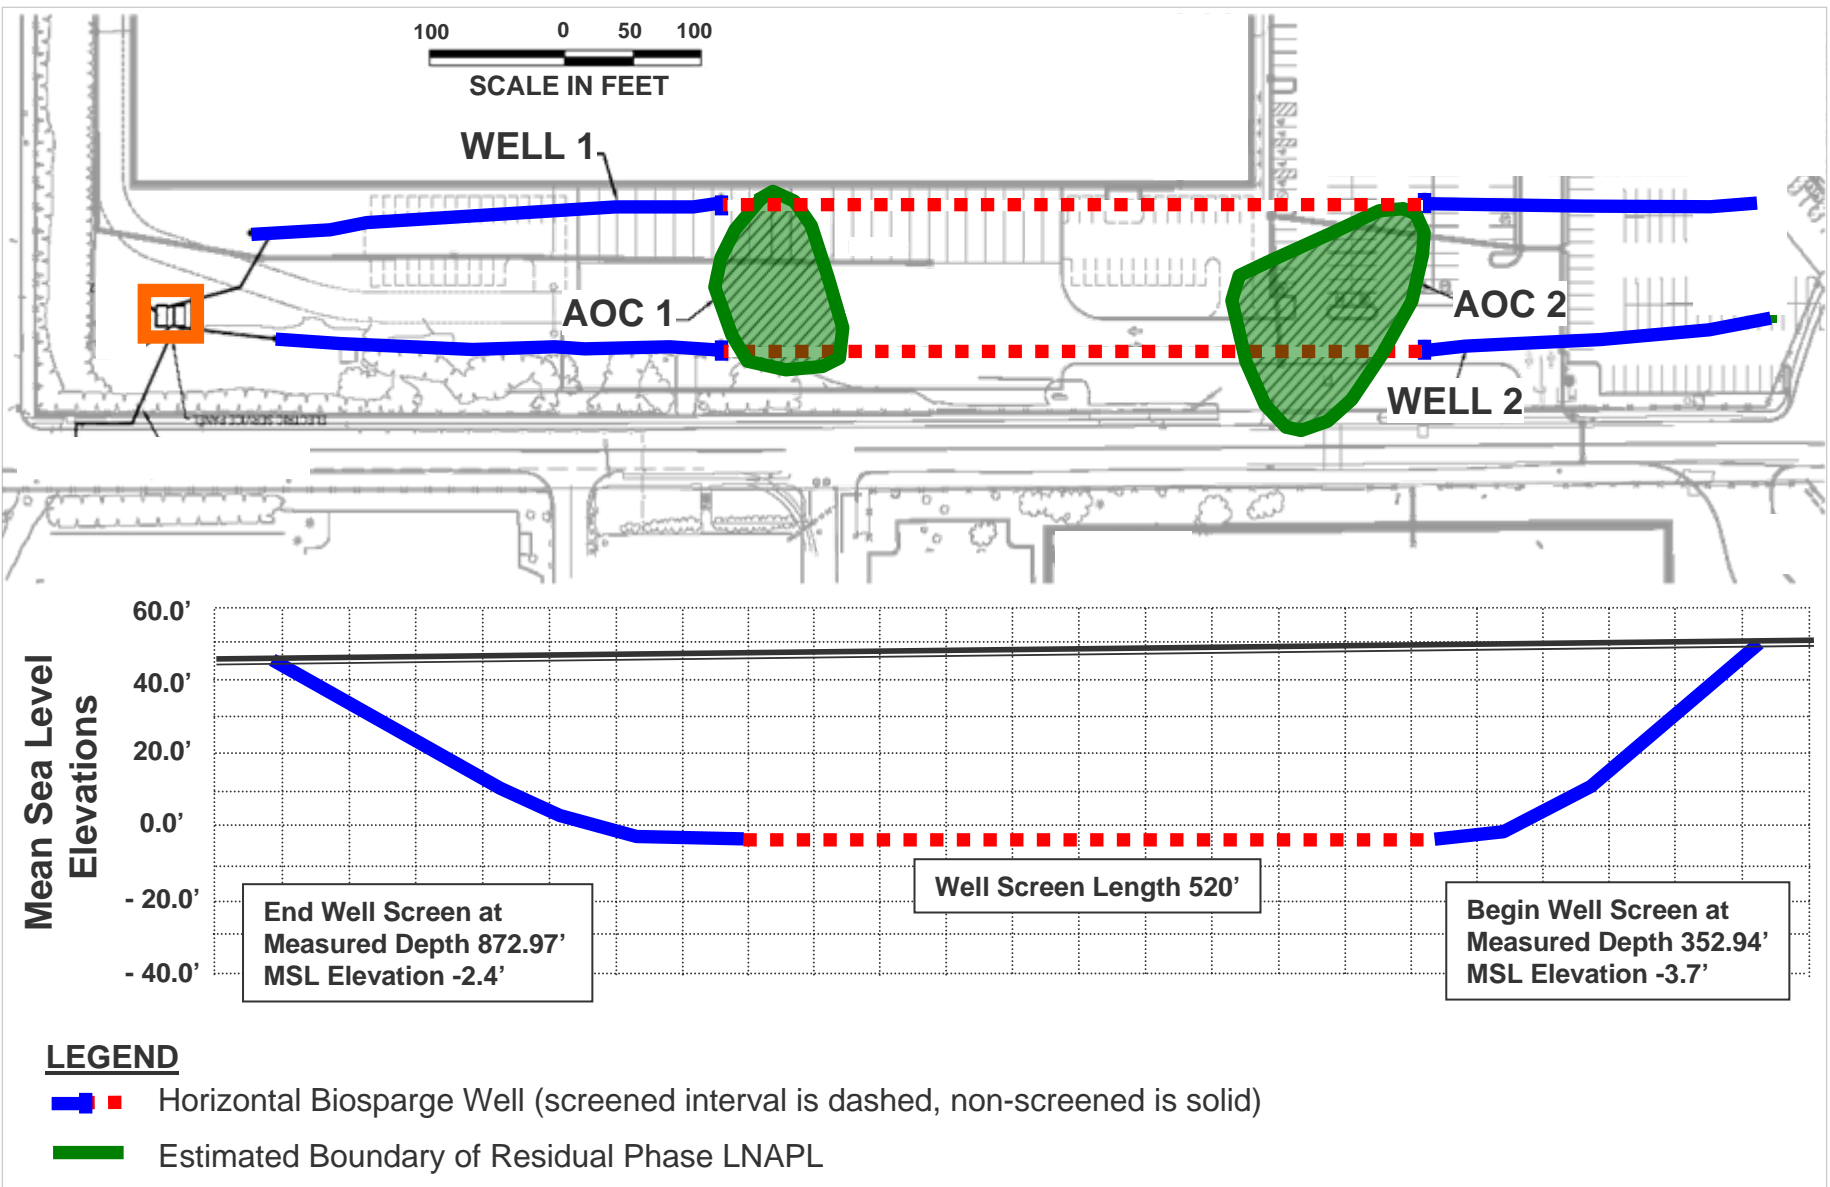 100 0 50 100
SCALE IN FEET
WELL 1
AOC 1
AOC 2
WELL 2
ELECTRIC SERVICE PANEL
60.0’
40.0’
20.0’
0.0’
- 20.0’
- 40.0’
Mean Sea Level
Elevations
End Well Screen at
Measured Depth 872.97’
MSL Elevation -2.4’
Well Screen Length 520’
Begin Well Screen at
Measured Depth 352.94’
MSL Elevation -3.7’
LEGEND
Horizontal Biosparge Well (screened interval is dashed, non-screened is solid)
Estimated Boundary of Residual Phase LNAPL